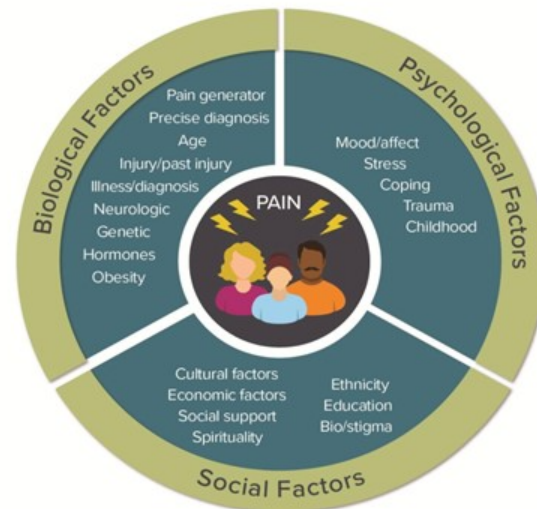 Biological Factors
Pain generator
Precise diagnosis
Age
Injury/past injury
Illness/diagnosis
Neurologic
Genetic
Hormones
Obesity
Psychological Factors
Mood/affect
Stress
Coping
Trauma
Childhood
PAIN
Cultural factors
Economic factors
Social support
Spirituality
Ethnicity
Education
Bio/stigma
Social Factors